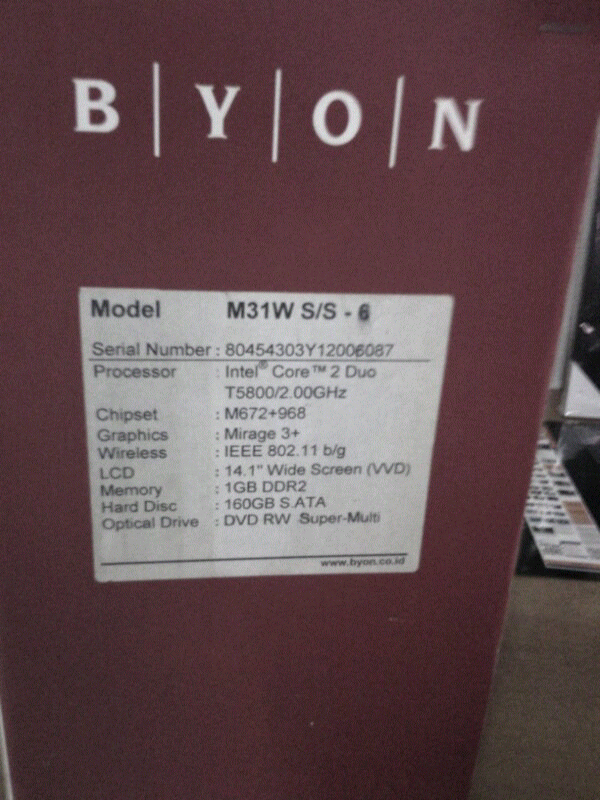 B|Y|O|N
Model M31W S/S - 6
Serial Number : 80454303Y12006087
Processor : Intel® Core™ 2 Duo
T5800/2.00GHz
Chipset : M672+968
Graphics : Mirage 3+
Wireless : IEEE 802.11 b/g
LCD : 14.1" Wide Screen (VVD)
Memory : 1GB DDR2
Hard Disc : 160GB S.ATA
Optical Drive : DVD RW Super-Multi
www.byon.co.id